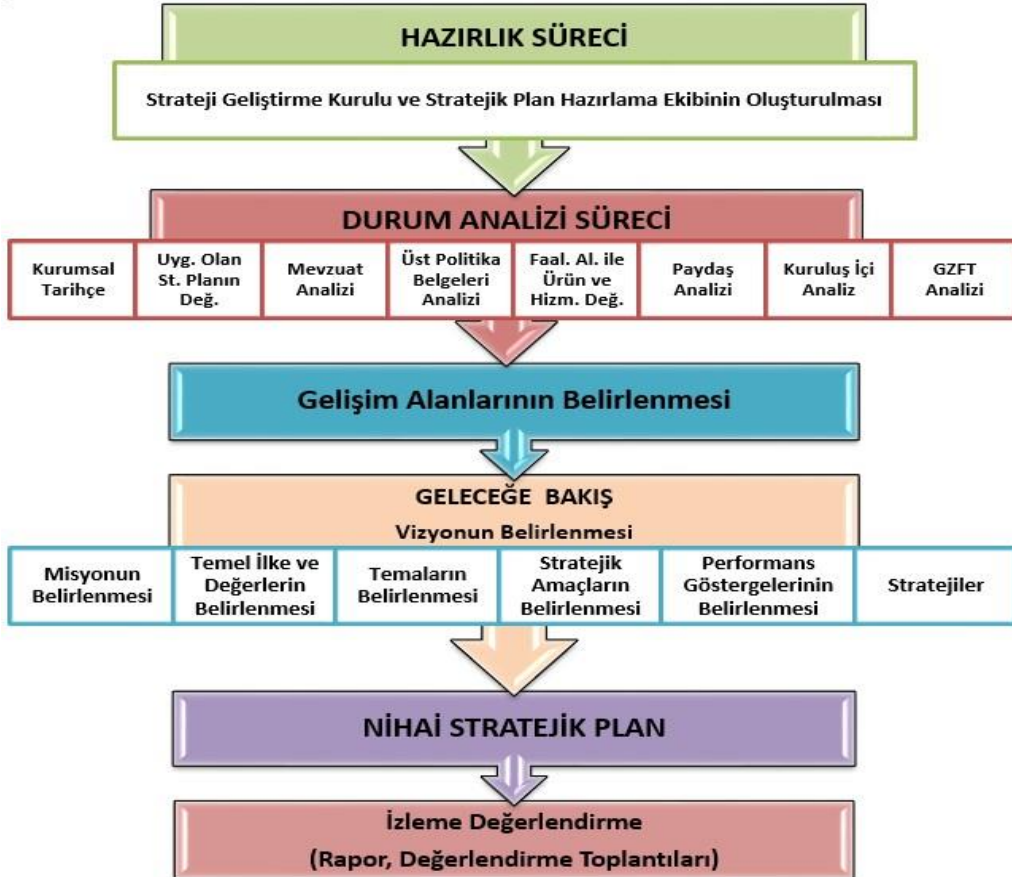 HAZIRLIK SÜRECİ
Strateji Geliştirme Kurulu ve Stratejik Plan Hazırlama Ekibinin Oluşturulması
DURUM ANALİZİ SÜRECİ
Kurumsal
Tarihçe
Uyg. Olan
St. Planın
Değ.
Mevzuat
Analizi
Üst Politika
Belgeleri
Analizi
Faal. Al. ile
Ürün ve
Hizm. Değ.
Paydaş
Analizi
Kuruluş İçi
Analiz
GZFT
Analizi
Gelişim Alanlarının Belirlenmesi
GELECEĞE BAKIŞ
Vizyonun Belirlenmesi
Misyonun
Belirlenmesi
Temel İlke ve
Değerlerin
Belirlenmesi
Temaların
Belirlenmesi
Stratejik
Amaçların
Belirlenmesi
Performans
Göstergelerinin
Belirlenmesi
Stratejiler
NİHAİ STRATEJİK PLAN
İzleme Değerlendirme
(Rapor, Değerlendirme Toplantıları)